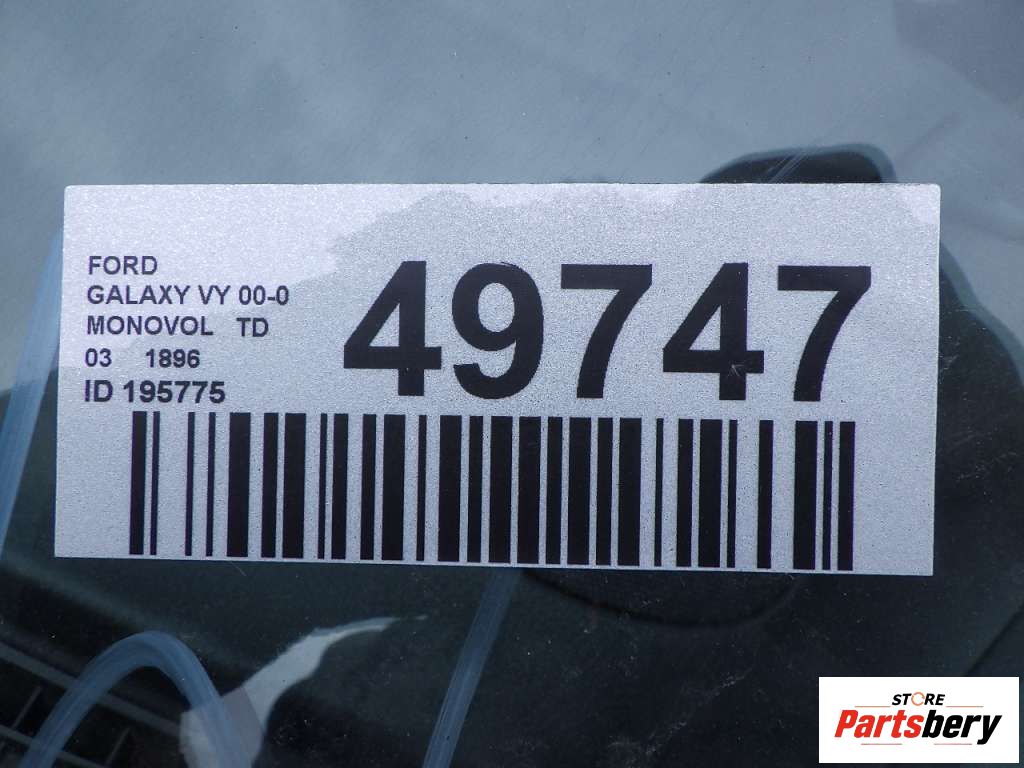 FORD
GALAXY VY 00-0
MONOVOL TD
03 1896
ID 195775
49747
STORE
Partsbery